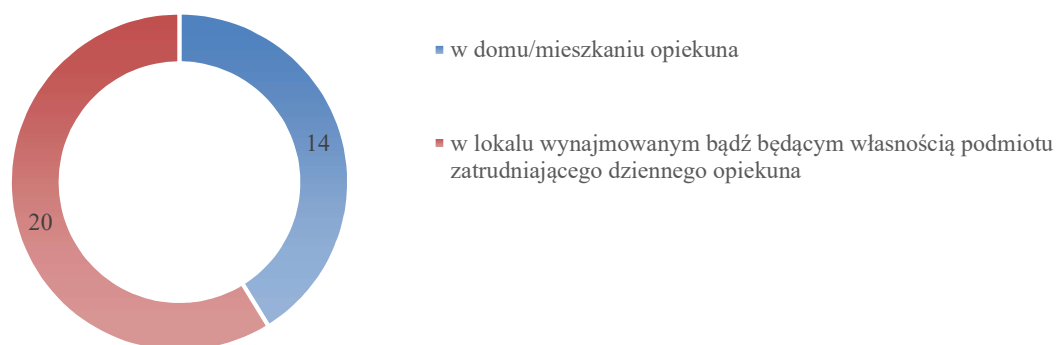 w domu/mieszkaniu opiekuna
14
w lokalu wynajmowanym bądź będącym własnością podmiotu
zatrudniającego dziennego opiekuna
20